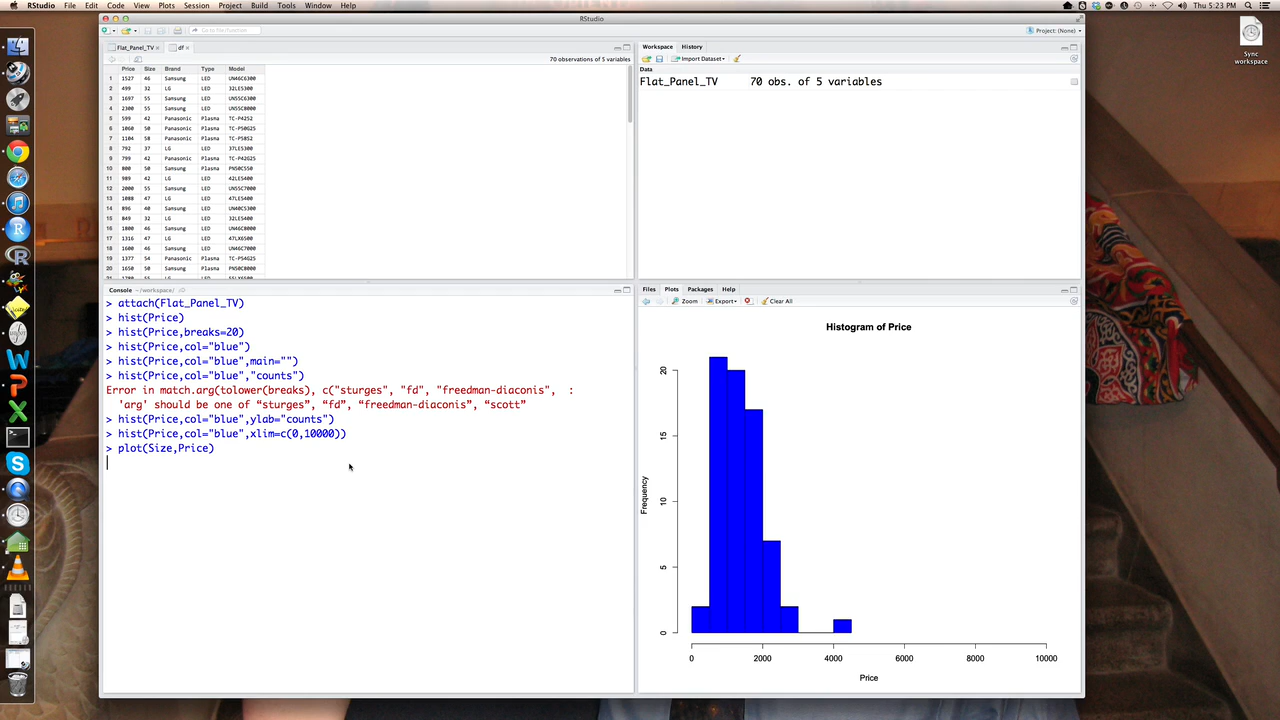 RStudio File Edit Code View Plots Session Project Build Tools Window Help
Thu 5:23 PM
RStudio
Go to file/function
Project: (None)
Flat_Panel_TV df
70 observations of 5 variables
Price Size Brand Type Model
1 1527 46 Samsung LED UN46C6300
2 499 32 LG LED 32LE5300
3 1697 55 Samsung LED UN55C6300
4 2300 55 Samsung LED UN55C8000
5 599 42 Panasonic Plasma TC-P42S2
6 1060 50 Panasonic Plasma TC-P50G25
7 1104 58 Panasonic Plasma TC-P58S2
8 792 37 LG LED 37LE5300
9 799 42 Panasonic Plasma TC-P42G25
10 800 50 Samsung Plasma PN50C550
11 989 42 LG LED 42LE5400
12 2000 55 Samsung LED UN55C7000
13 1088 47 LG LED 47LE5400
14 896 40 Samsung LED UN40C5300
15 849 32 LG LED 32LE5400
16 1800 46 Samsung LED UN46C8000
17 1316 47 LG LED 47LX6500
18 1600 46 Samsung LED UN46C7000
19 1377 54 Panasonic Plasma TC-P54G25
20 1650 50 Samsung Plasma PN50C8000
Workspace History
Import Dataset
Data
Flat_Panel_TV 70 obs. of 5 variables
Console ~/workspace/
> attach(Flat_Panel_TV)
> hist(Price)
> hist(Price,breaks=20)
> hist(Price,col="blue")
> hist(Price,col="blue",main="")
> hist(Price,col="blue","counts")
Error in match.arg(tolower(breaks), c("sturges", "fd", "freedman-diaconis", :
'arg' should be one of “sturges”, “fd”, “freedman-diaconis”, “scott”
> hist(Price,col="blue",ylab="counts")
> hist(Price,col="blue",xlim=c(0,10000))
> plot(Size,Price)
Files Plots Packages Help
Zoom Export Clear All
Histogram of Price
Frequency
20
15
10
5
0
0 2000 4000 6000 8000 10000
Price
Sync
workspace